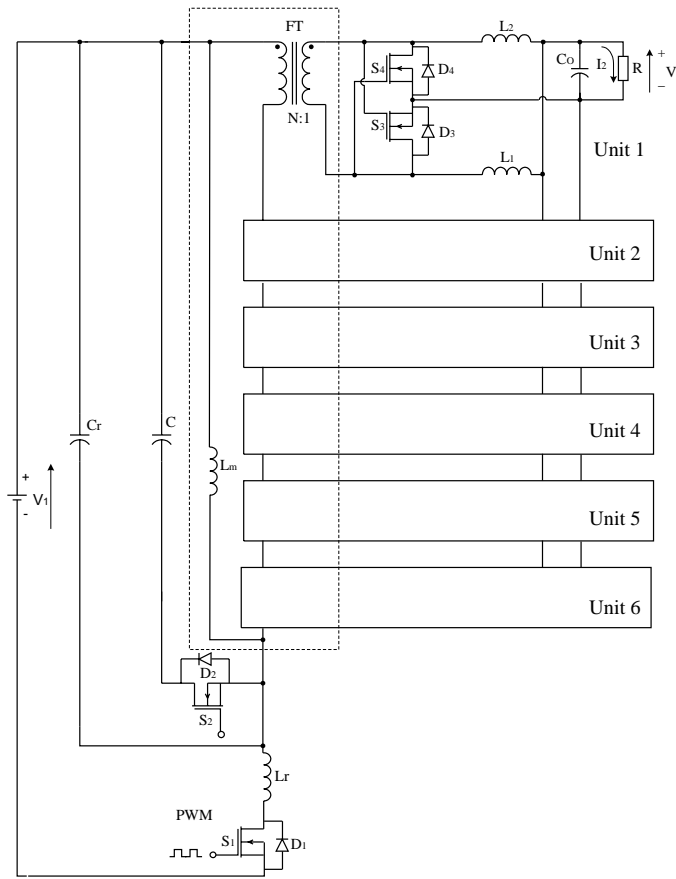 FT
N:1
L2
S4
D4
S3
D3
CO
I2
R
+
V
−
L1
Unit 1
Unit 2
Unit 3
Unit 4
Unit 5
Unit 6
Cr
C
Lm
+
V1
-
D2
S2
Lr
PWM
S1
D1